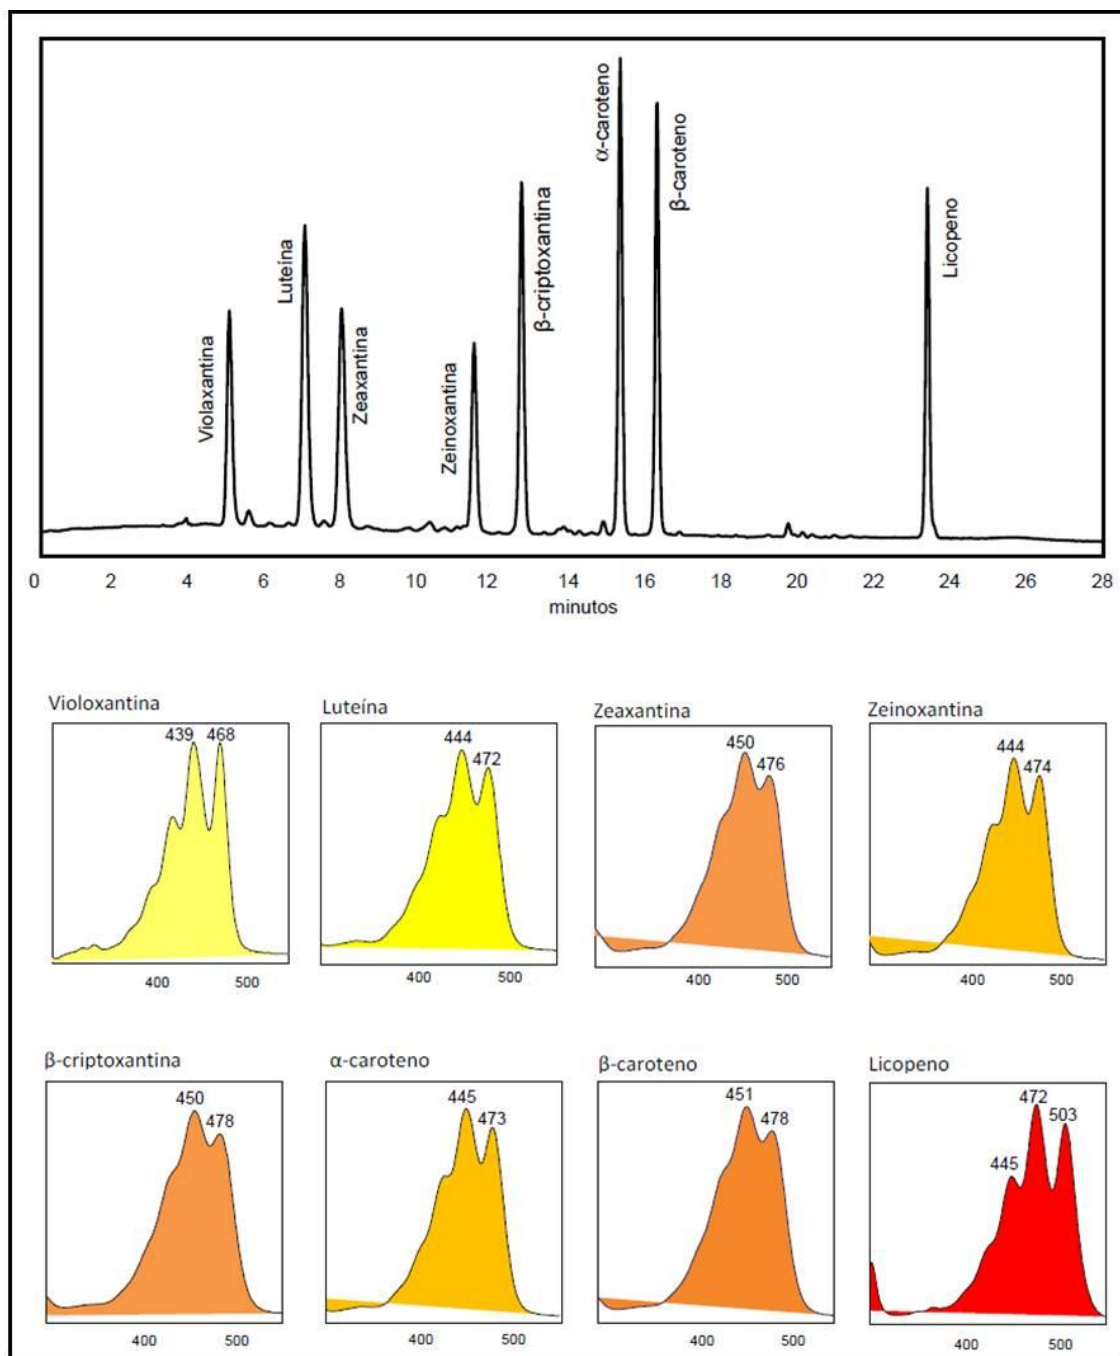 α-caroteno
β-caroteno
β-criptoxantina
Licopeno
Luteína
Violaxantina
Zeaxantina
Zeinoxantina
0 2 4 6 8 10 12 14 16 18 20 22 24 26 28
minutos
Violoxantina
Luteína
Zeaxantina
Zeinoxantina
439 468
444
472
450
476
444
474
400 500
400 500
400 500
400 500
β-criptoxantina
α-caroteno
β-caroteno
Licopeno
450
478
445
473
451
478
472
503
445
400 500
400 500
400 500
400 500